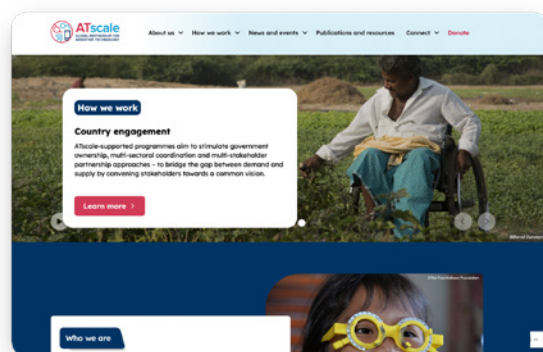 ATscale
GLOBAL PARTNERSHIP FOR
ASSISTIVE TECHNOLOGY
About us
How we work
News and events
Publications and resources
Connect
Donate
How we work
Country engagement
ATscale-supported programmes aim to stimulate government
ownership, multi-sectoral coordination and multi-stakeholder
partnership approaches – to bridge the gap between demand and
supply by convening stakeholders towards a common vision.
Learn more
Who we are